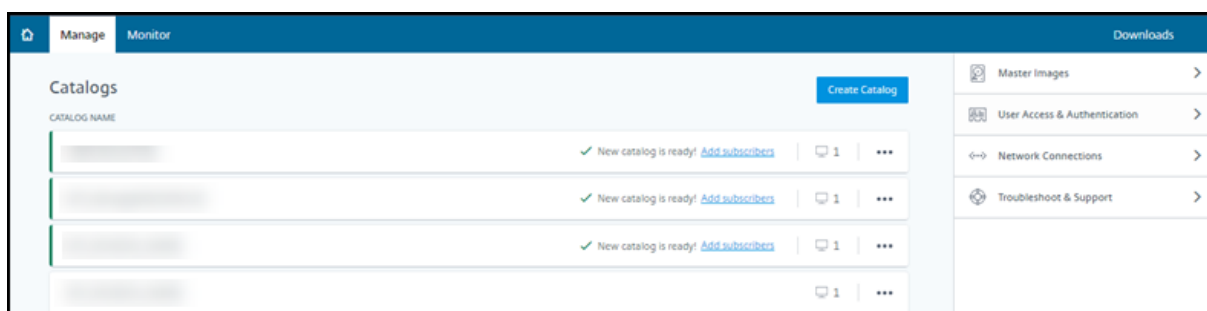 Manage Monitor Downloads
Catalogs
Create Catalog
CATALOG NAME
New catalog is ready! Add subscribers 1
New catalog is ready! Add subscribers 1
New catalog is ready! Add subscribers 1
1
Master Images
User Access & Authentication
Network Connections
Troubleshoot & Support